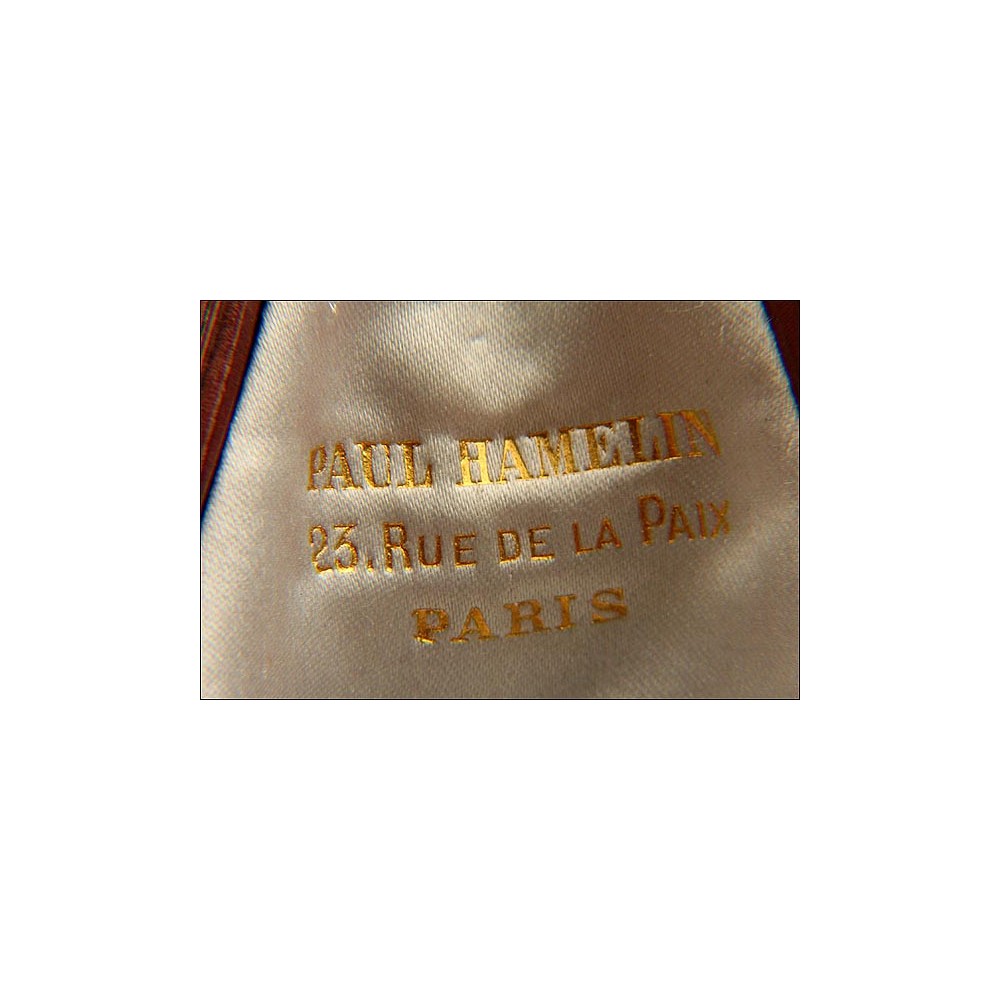 PAUL HAMELIN
23. RUE DE LA PAIX
PARIS